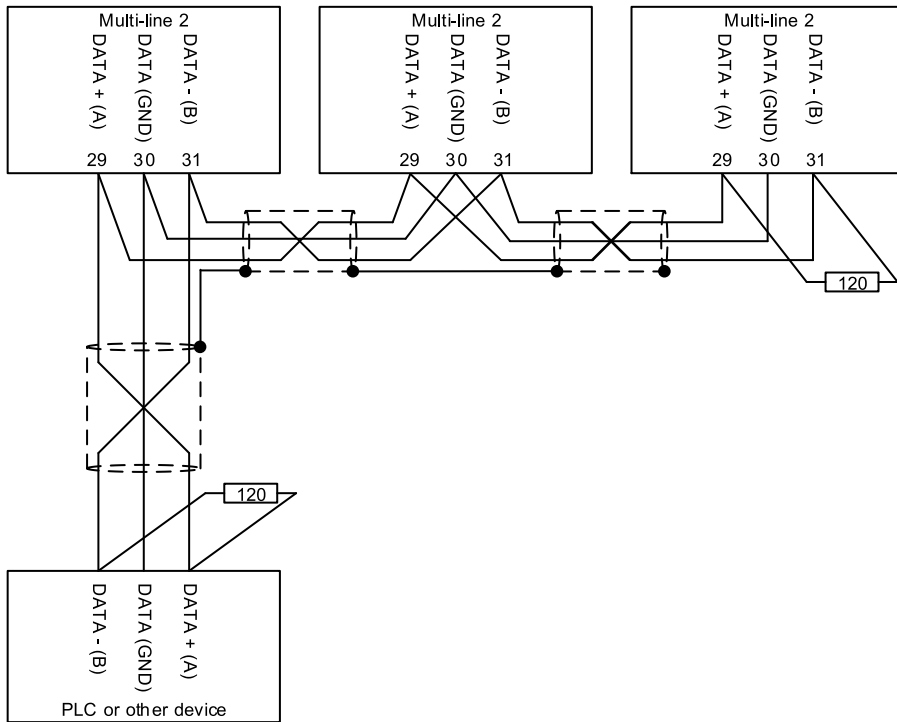 Multi-line 2
DATA + (A)
DATA (GND)
DATA - (B)
29 30 31
Multi-line 2
DATA + (A)
DATA (GND)
DATA - (B)
29 30 31
Multi-line 2
DATA + (A)
DATA (GND)
DATA - (B)
29 30 31
120
120
DATA - (B)
DATA (GND)
DATA + (A)
PLC or other device